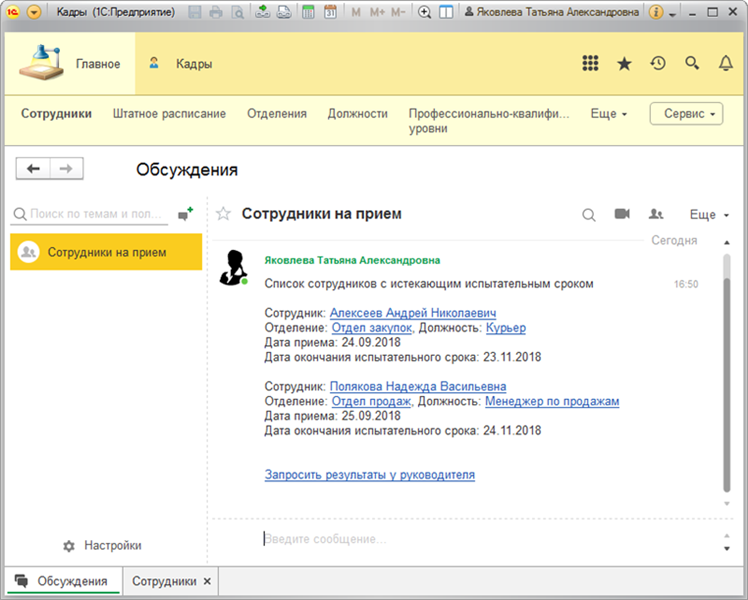 Кадры (1С:Предприятие)
M M+ M-
Яковлева Татьяна Александровна
Главное
Кадры
Сотрудники
Штатное расписание
Отделения
Должности
Профессионально-квалифи...
уровни
Еще
Сервис
Обсуждения
Поиск по темам и пол...
Сотрудники на прием
Настройки
Сотрудники на прием
Еще
Сегодня
Яковлева Татьяна Александровна
Список сотрудников с истекающим испытательным сроком
16:50
Сотрудник: Алексеев Андрей Николаевич
Отделение: Отдел закупок, Должность: Курьер
Дата приема: 24.09.2018
Дата окончания испытательного срока: 23.11.2018
Сотрудник: Полякова Надежда Васильевна
Отделение: Отдел продаж, Должность: Менеджер по продажам
Дата приема: 25.09.2018
Дата окончания испытательного срока: 24.11.2018
Запросить результаты у руководителя
Введите сообщение...
Обсуждения
Сотрудники